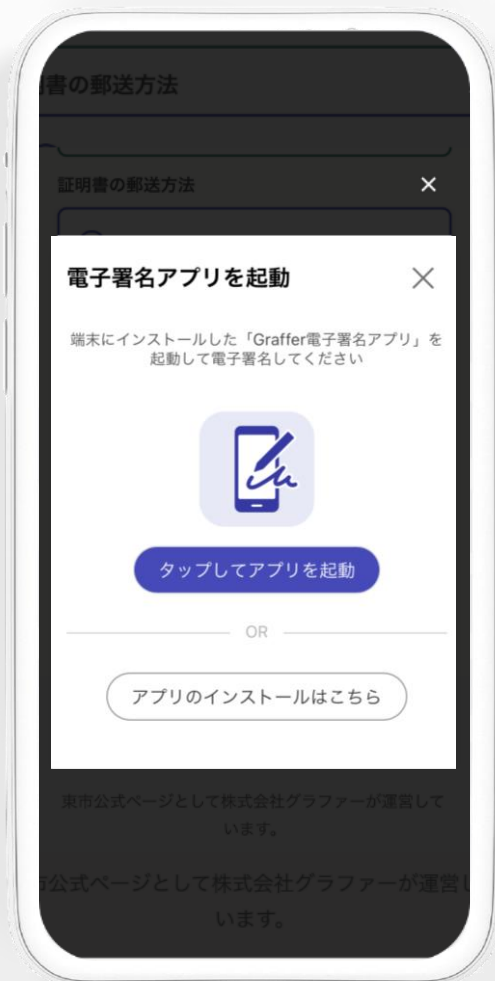 書の郵送方法
証明書の郵送方法
電子署名アプリを起動
端末にインストールした「Graffer電子署名アプリ」を
起動して電子署名してください
タップしてアプリを起動
OR
アプリのインストールはこちら
東市公式ページとして株式会社グラファーが運営して
います。
公式ページとして株式会社グラファーが運営
います。